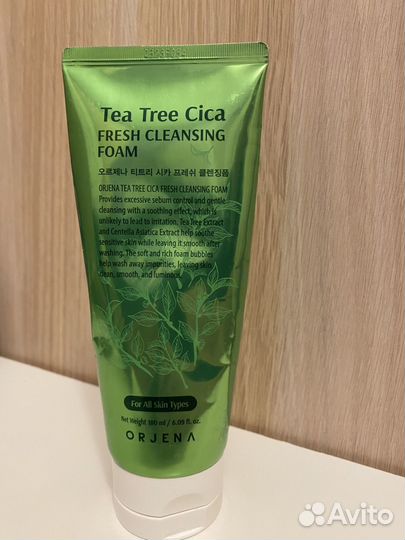 Tea Tree Cica
FRESH CLEANSING
FOAM
오르제나 티트리 시카 프레쉬 클렌징폼
ORJENA TEA TREE CICA FRESH CLEANSING FOAM
Provides excessive sebum control and gentle
cleansing with a soothing effect, which is
unlikely to lead to irritation. Tea Tree Extract
and Centella Asiatica Extract help soothe
sensitive skin while leaving it smooth after
washing. The soft and rich foam bubbles
help wash away impurities, leaving skin
clean, smooth, and luminous.
For All Skin Types
Net Weight 180 ml / 6.09 fl. oz.
ORJENA
Avito